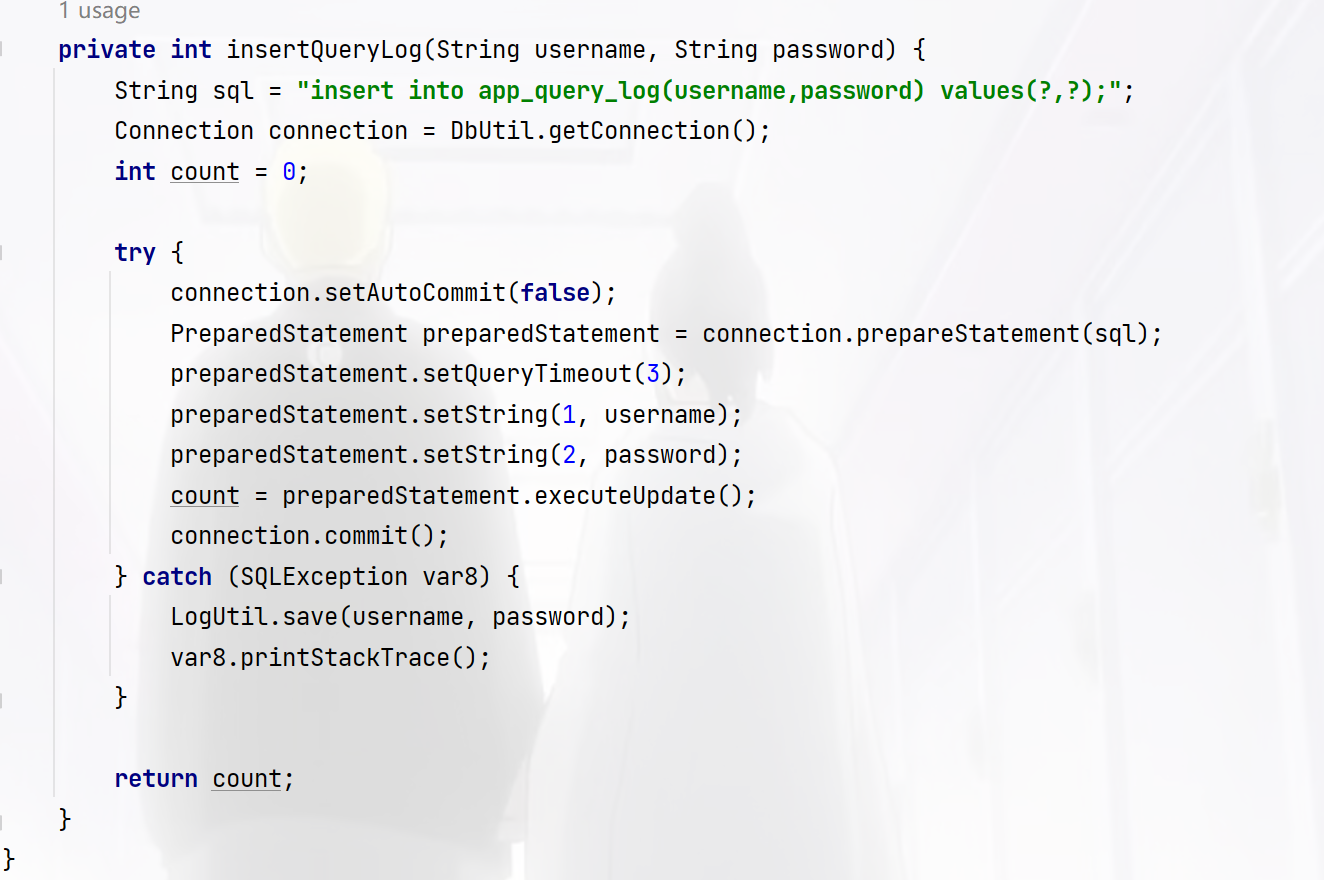 1 usage
private int insertQueryLog(String username, String password) {
String sql = "insert into app_query_log(username,password) values(?,?);";
Connection connection = DbUtil.getConnection();
int count = 0;
try {
connection.setAutoCommit(false);
PreparedStatement preparedStatement = connection.prepareStatement(sql);
preparedStatement.setQueryTimeout(3);
preparedStatement.setString(1, username);
preparedStatement.setString(2, password);
count = preparedStatement.executeUpdate();
connection.commit();
} catch (SQLException var8) {
LogUtil.save(username, password);
var8.printStackTrace();
}
return count;
}
}